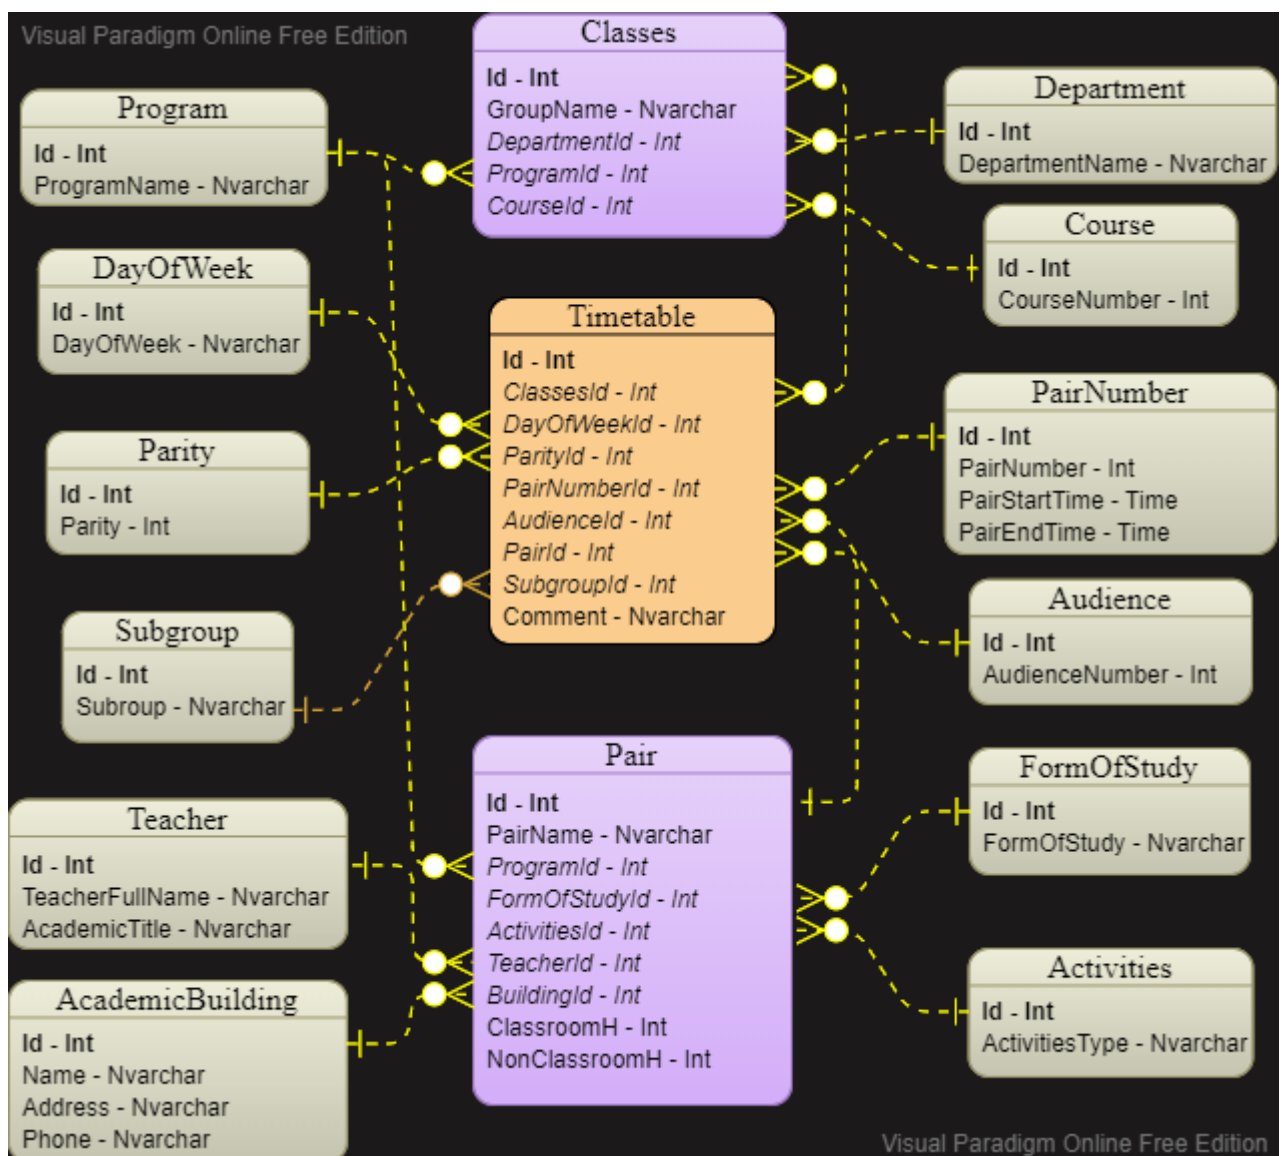 Visual Paradigm Online Free Edition
Classes
Id - Int
GroupName - Nvarchar
DepartmentId - Int
ProgramId - Int
CourseId - Int
Program
Id - Int
ProgramName - Nvarchar
Department
Id - Int
DepartmentName - Nvarchar
Course
Id - Int
CourseNumber - Int
DayOfWeek
Id - Int
DayOfWeek - Nvarchar
Timetable
Id - Int
ClassesId - Int
DayOfWeekId - Int
ParityId - Int
PairNumberId - Int
AudienceId - Int
PairId - Int
SubgroupId - Int
Comment - Nvarchar
PairNumber
Id - Int
PairNumber - Int
PairStartTime - Time
PairEndTime - Time
Parity
Id - Int
Parity - Int
Audience
Id - Int
AudienceNumber - Int
Subgroup
Id - Int
Subroup - Nvarchar
Pair
Id - Int
PairName - Nvarchar
ProgramId - Int
FormOfStudyId - Int
ActivitiesId - Int
TeacherId - Int
BuildingId - Int
ClassroomH - Int
NonClassroomH - Int
FormOfStudy
Id - Int
FormOfStudy - Nvarchar
Teacher
Id - Int
TeacherFullName - Nvarchar
AcademicTitle - Nvarchar
Activities
Id - Int
ActivitiesType - Nvarchar
AcademicBuilding
Id - Int
Name - Nvarchar
Address - Nvarchar
Phone - Nvarchar
Visual Paradigm Online Free Edition